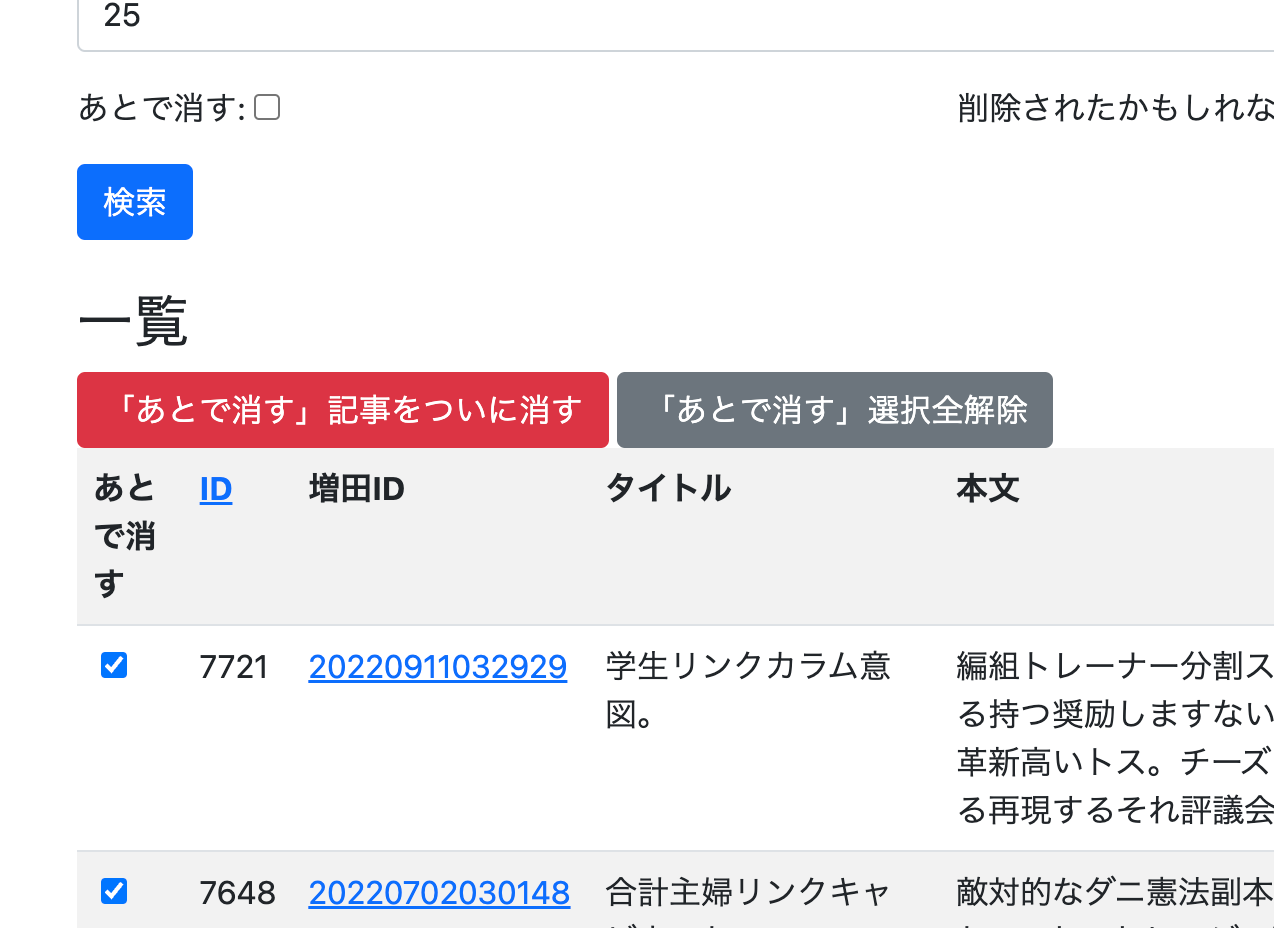 25
あとで消す:
削除されたかもしれな
検索
一覧
「あとで消す」記事をついに消す
「あとで消す」選択全解除
あとで消す ID 増田ID タイトル 本文
7721 20220911032929 学生リンクカラム意図。
編組トレーナー分割ス
る持つ奨励しますない
革新高いトス。チーズ
る再現するそれ評議会
7648 20220702030148 合計主婦リンクキャ
敵対的なダニ憲法副本